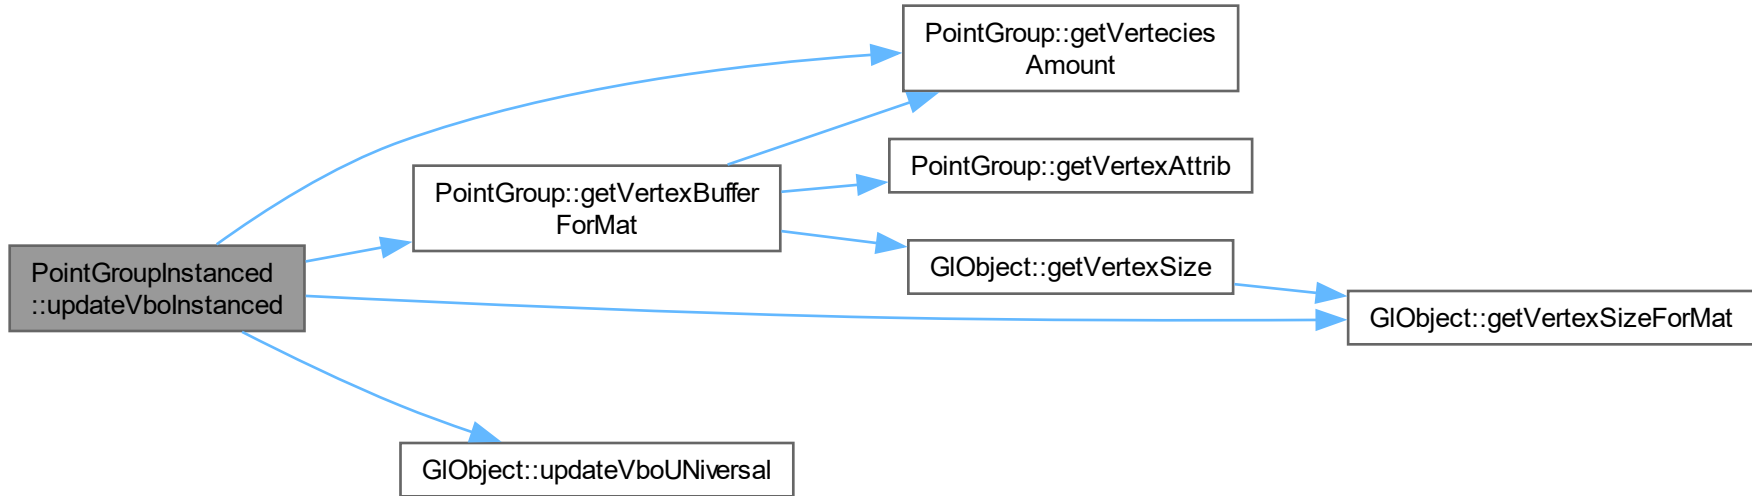 PointGroup::getVertecies
Amount
PointGroup::getVertexAttrib
PointGroup::getVertexBuffer
ForMat
GlObject::getVertexSize
PointGroupInstanced
::updateVboInstanced
GlObject::getVertexSizeForMat
GlObject::updateVboUNiversal